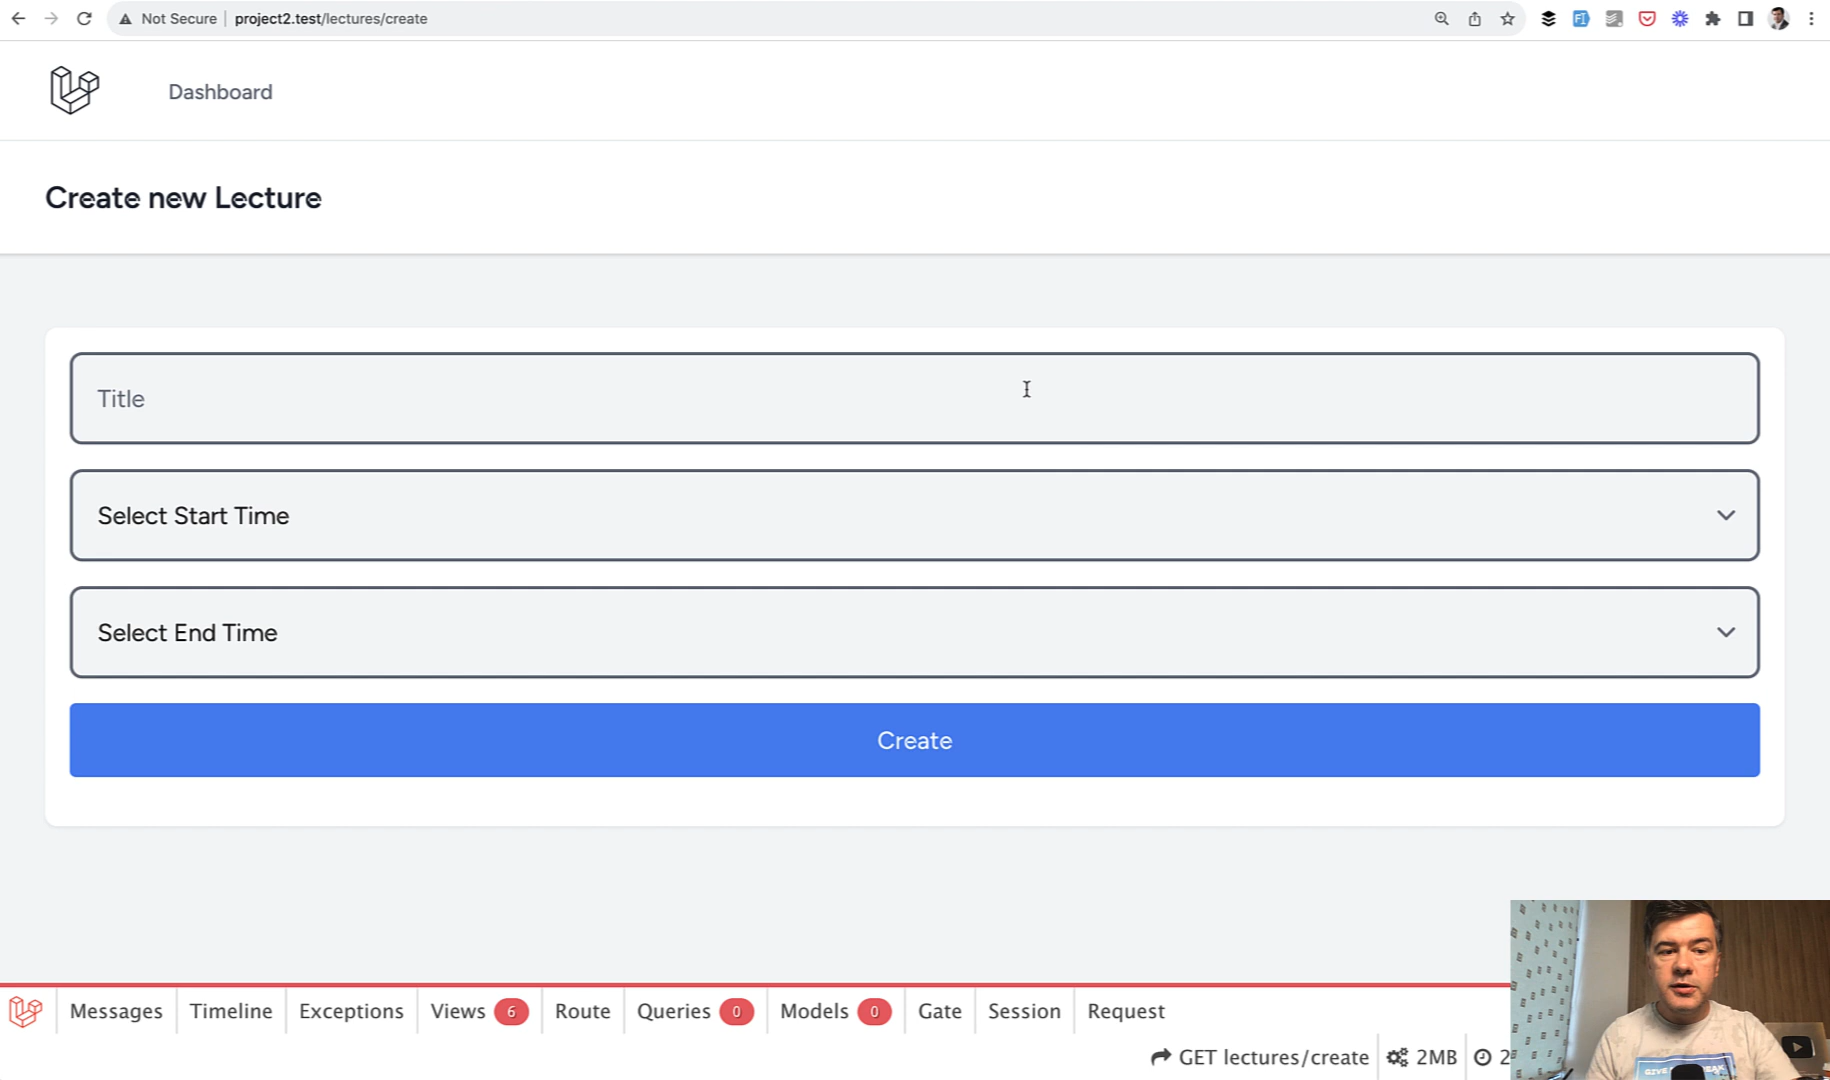 Not Secure | project2.test/lectures/create
Dashboard
Create new Lecture
Title
Select Start Time
Select End Time
Create
Messages Timeline Exceptions Views 6 Route Queries 0 Models 0 Gate Session Request
GET lectures/create 2MB 2